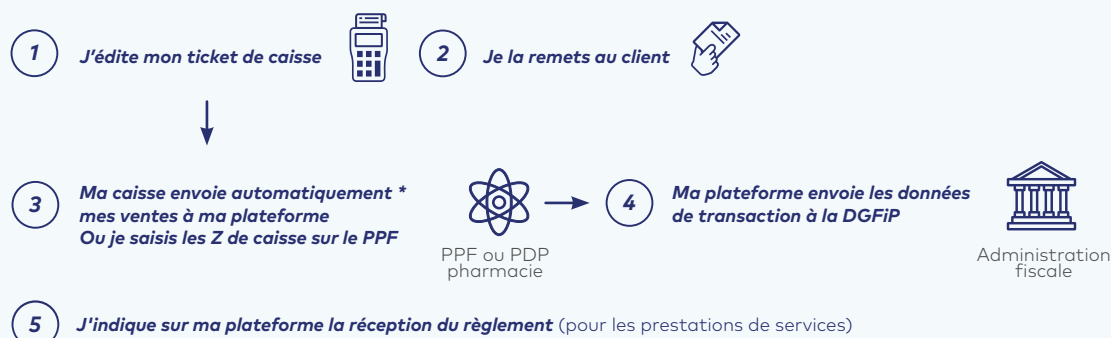 1 J'édite mon ticket de caisse
2 Je la remets au client
3 Ma caisse envoie automatiquement *
mes ventes à ma plateforme
Ou je saisis les Z de caisse sur le PPF
PPF ou PDP
pharmacie
4 Ma plateforme envoie les données
de transaction à la DGFiP
Administration
fiscale
5 J'indique sur ma plateforme la réception du règlement (pour les prestations de services)